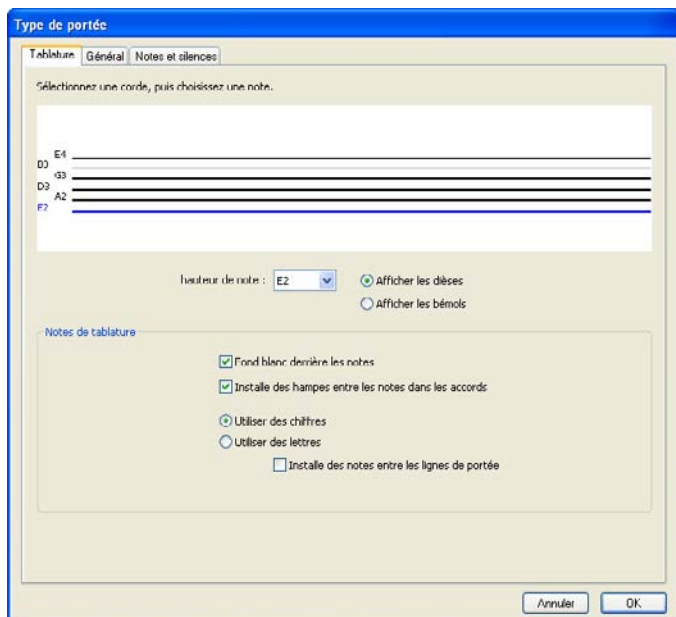 Type de portée
Tablature Général Notes et silences
Sélectionnez une corde, puis choisissez une note.
E4
B3
G3
D3
A2
E2
hauteur de note : E2
Afficher les dièses
Afficher les bémols
Notes de tablature
Fond blanc derrière les notes
Installe des hampes entre les notes dans les accords
Utiliser des chiffres
Utiliser des lettres
Installe des notes entre les lignes de portée
Annuler OK